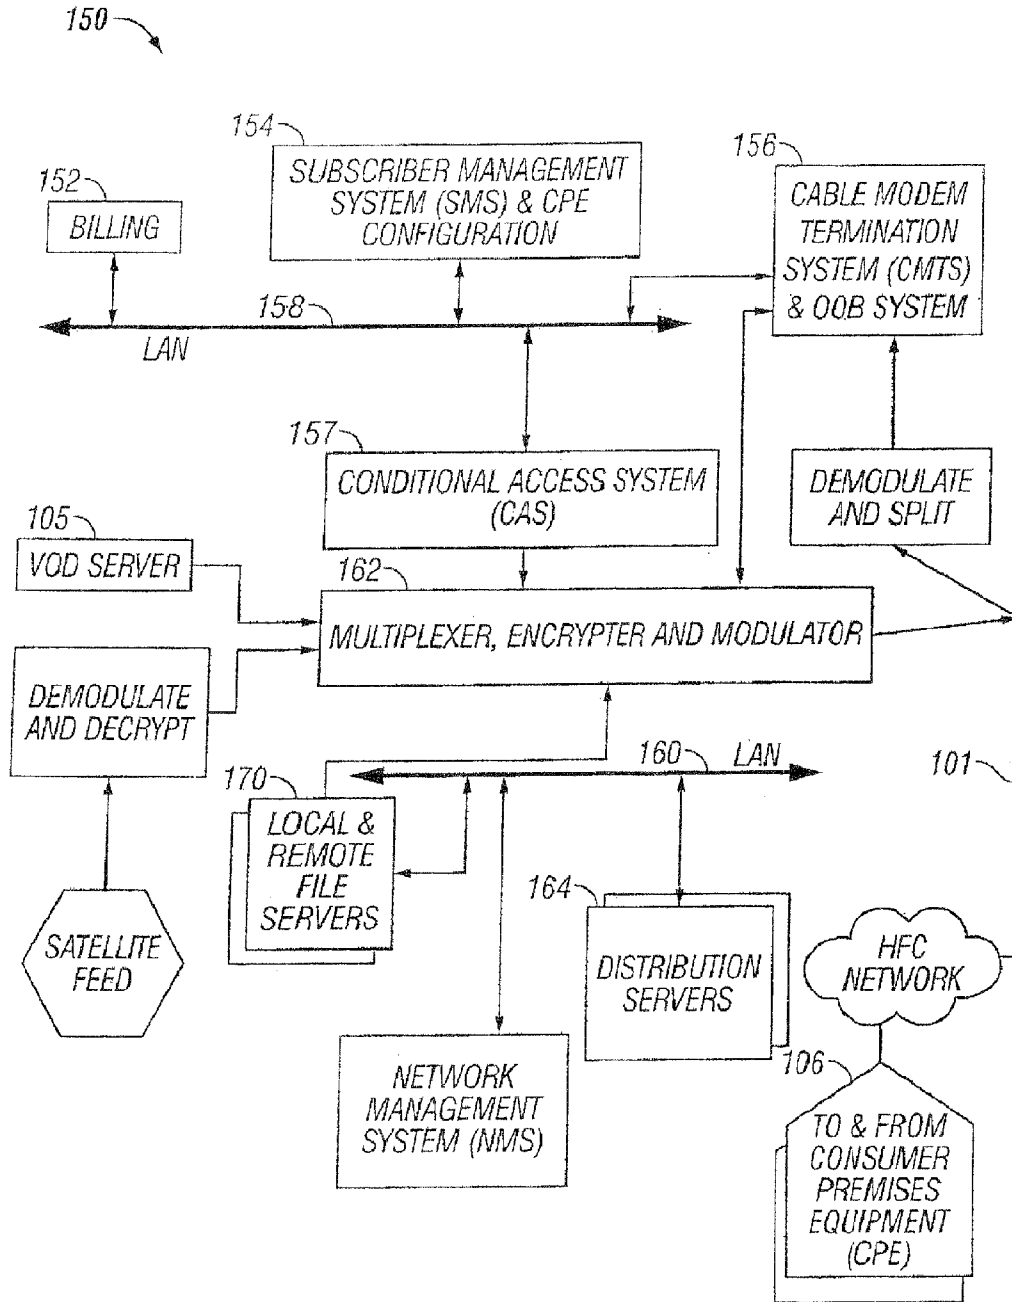 150
154
SUBSCRIBER MANAGEMENT
SYSTEM (SMS) & CPE
CONFIGURATION
156
CABLE MODEM
TERMINATION
SYSTEM (CMTS)
& OOB SYSTEM
152
BILLING
158
LAN
157
CONDITIONAL ACCESS SYSTEM
(CAS)
DEMODULATE
AND SPLIT
105
VOD SERVER
162
MULTIPLEXER, ENCRYPTER AND MODULATOR
DEMODULATE
AND DECRYPT
160
LAN
101
170
LOCAL &
REMOTE
FILE
SERVERS
164
DISTRIBUTION
SERVERS
SATELLITE
FEED
HFC
NETWORK
NETWORK
MANAGEMENT
SYSTEM (NMS)
106
TO & FROM
CONSUMER
PREMISES
EQUIPMENT
(CPE)